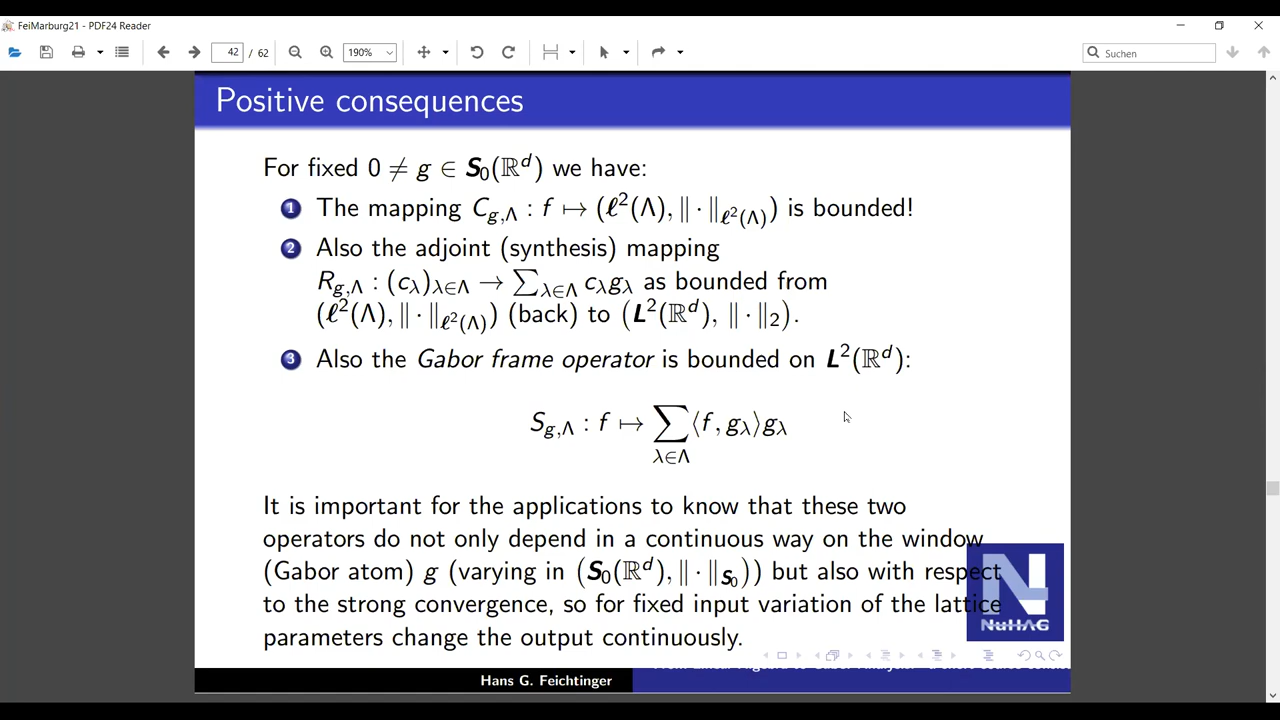 FeiMarburg21 - PDF24 Reader
42 / 62
190%
Suchen
Positive consequences
For fixed 0 ≠ g ∈ S₀(ℝᵈ) we have:
1 The mapping C_{g,Λ} : f ↦ (ℓ²(Λ), ‖ · ‖_{ℓ²(Λ)}) is bounded!
2 Also the adjoint (synthesis) mapping
R_{g,Λ} : (c_λ)_{λ∈Λ} → ∑_{λ∈Λ} c_λ g_λ as bounded from
(ℓ²(Λ), ‖ · ‖_{ℓ²(Λ)}) (back) to (L²(ℝᵈ), ‖ · ‖₂).
3 Also the Gabor frame operator is bounded on L²(ℝᵈ):
S_{g,Λ} : f ↦ ∑_{λ∈Λ} ⟨f, g_λ⟩g_λ
It is important for the applications to know that these two
operators do not only depend in a continuous way on the window
(Gabor atom) g (varying in (S₀(ℝᵈ), ‖ · ‖_{S₀})) but also with respect
to the strong convergence, so for fixed input variation of the lattice
parameters change the output continuously.
NuHAG
Hans G. Feichtinger